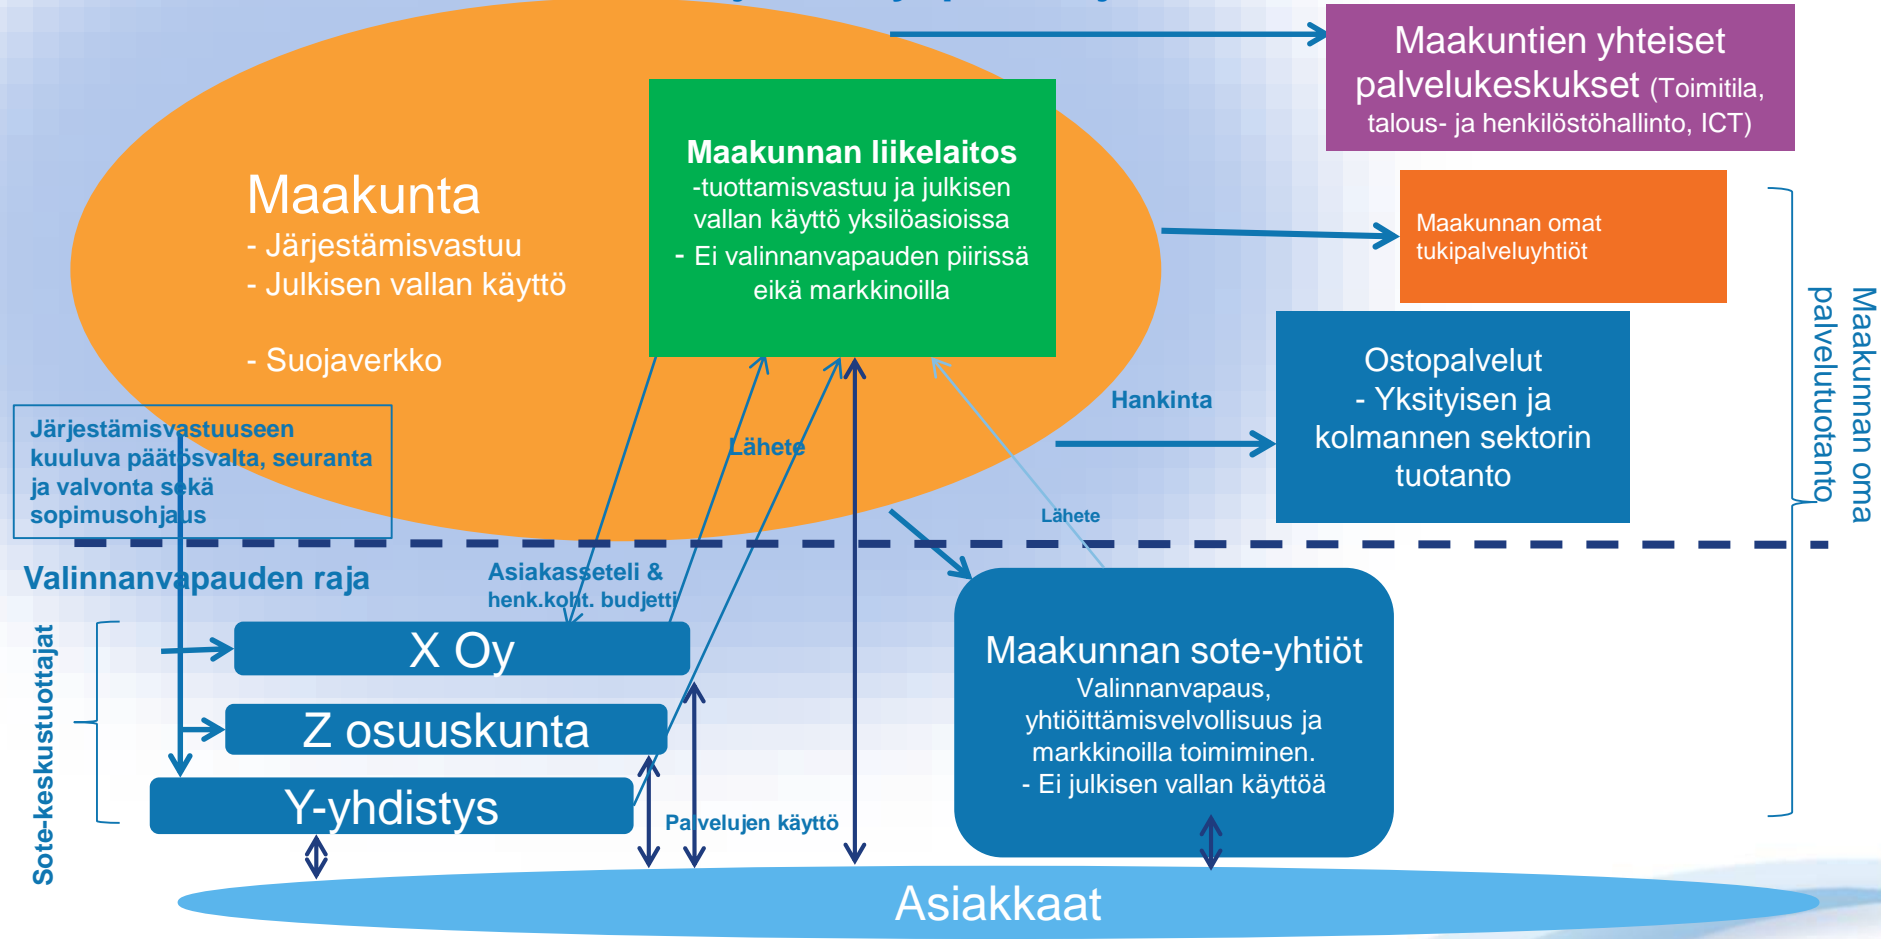 Maakuntien yhteiset
palvelukeskukset (Toimitila,
talous- ja henkilöstöhallinto, ICT)
Maakunnan liikelaitos
-tuottamisvastuu ja julkisen
vallan käyttö yksilöasioissa
- Ei valinnanvapauden piirissä
eikä markkinoilla
Maakunta
- Järjestämisvastuu
- Julkisen vallan käyttö
- Suojaverkko
Maakunnan omat
tukipalveluyhtiöt
Maakunnan oma
palvelutuotanto
Ostopalvelut
- Yksityisen ja
kolmannen sektorin
tuotanto
Hankinta
Järjestämisvastuuseen
kuuluva päätösvalta, seuranta
ja valvonta sekä
sopimusohjaus
Lähete
Lähete
Valinnanvapauden raja
Asiakasseteli &
henk.koht. budjetti
Sote-keskustuottajat
X Oy
Z osuuskunta
Y-yhdistys
Maakunnan sote-yhtiöt
Valinnanvapaus,
yhtiöittämisvelvollisuus ja
markkinoilla toimiminen.
- Ei julkisen vallan käyttöä
Palvelujen käyttö
Asiakkaat